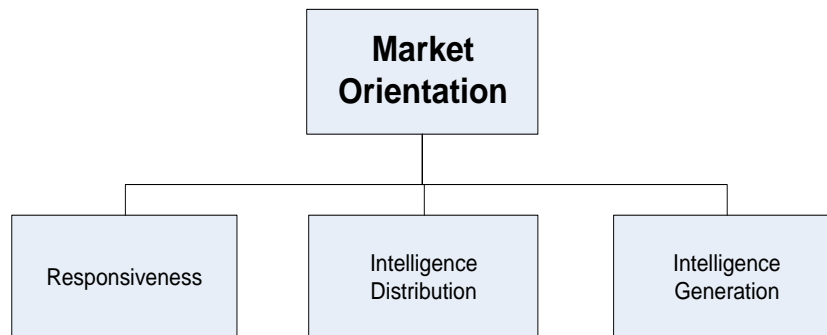 Market
Orientation
Responsiveness
Intelligence
Distribution
Intelligence
Generation